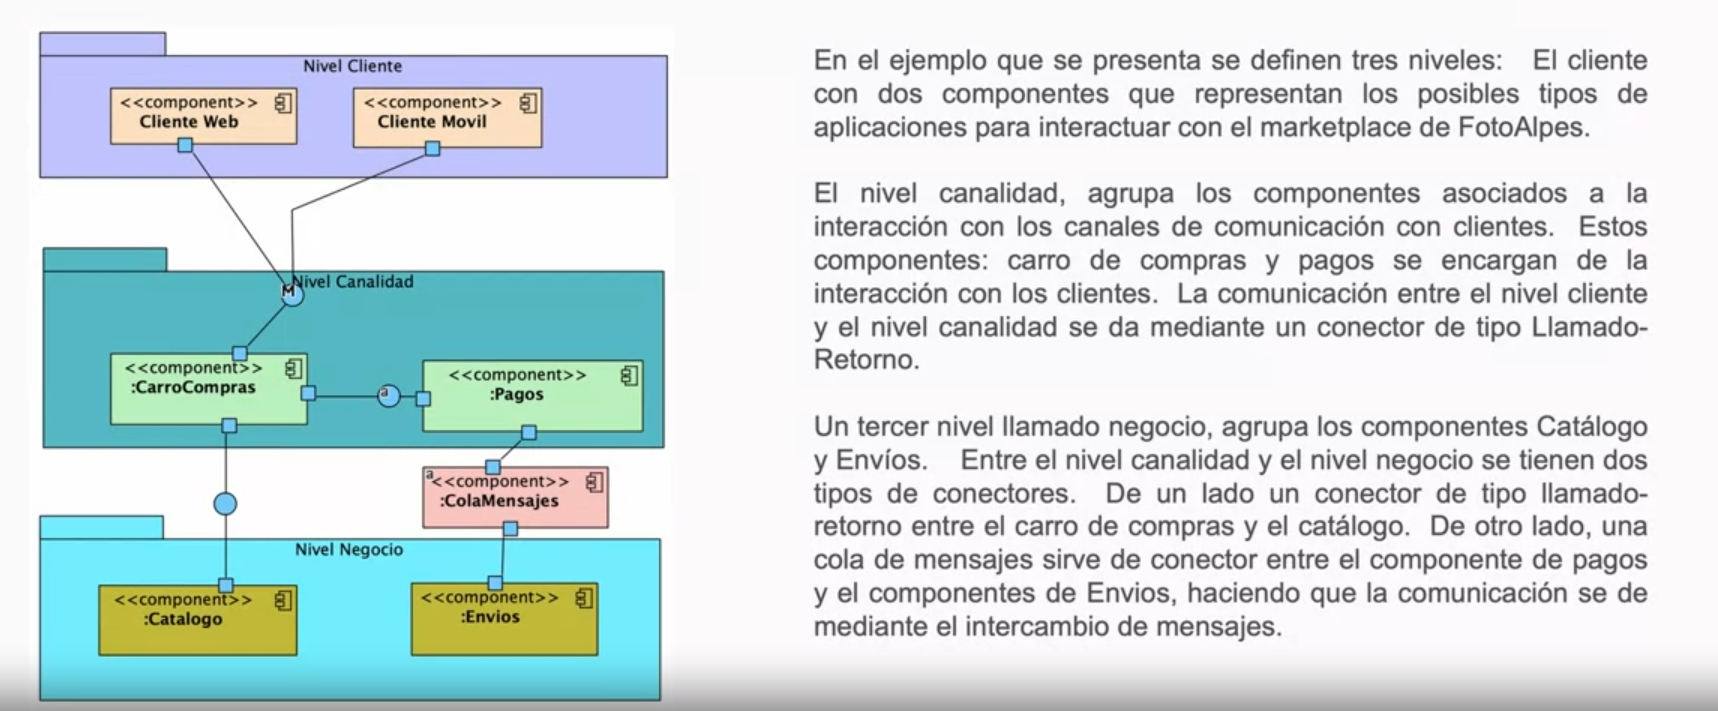 Nivel Cliente
<<component>>
Cliente Web
<<component>>
Cliente Movil
Nivel Canalidad
M
<<component>>
:CarroCompras
a
<<component>>
:Pagos
a
<<component>>
:ColaMensajes
Nivel Negocio
<<component>>
:Catalogo
<<component>>
:Envios
En el ejemplo que se presenta se definen tres niveles: El cliente
con dos componentes que representan los posibles tipos de
aplicaciones para interactuar con el marketplace de FotoAlpes.
El nivel canalidad, agrupa los componentes asociados a la
interacción con los canales de comunicación con clientes. Estos
componentes: carro de compras y pagos se encargan de la
interacción con los clientes. La comunicación entre el nivel cliente
y el nivel canalidad se da mediante un conector de tipo Llamado-
Retorno.
Un tercer nivel llamado negocio, agrupa los componentes Catálogo
y Envíos. Entre el nivel canalidad y el nivel negocio se tienen dos
tipos de conectores. De un lado un conector de tipo llamado-
retorno entre el carro de compras y el catálogo. De otro lado, una
cola de mensajes sirve de conector entre el componente de pagos
y el componentes de Envios, haciendo que la comunicación se de
mediante el intercambio de mensajes.